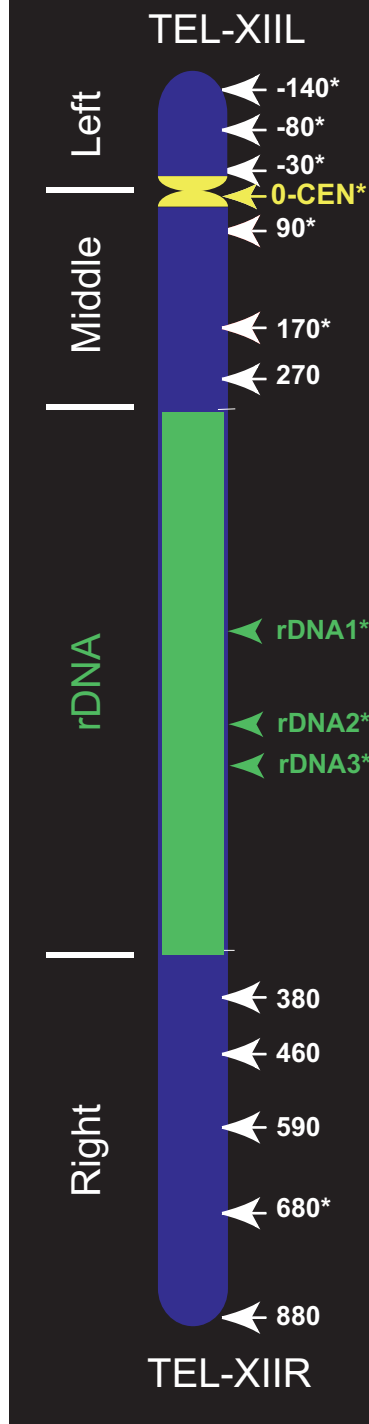 TEL-XIIL
Left
-140*
-80*
-30*
0-CEN*
Middle
90*
170*
270
rDNA
rDNA1*
rDNA2*
rDNA3*
Right
380
460
590
680*
880
TEL-XIIR